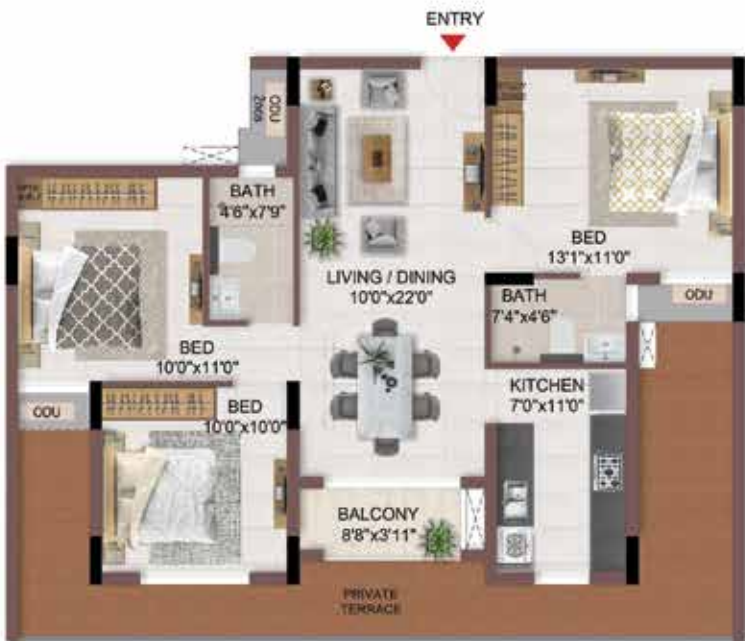 ENTRY
ODU
2nos
BATH
4'6"x7'9"
BED
13'1"x11'0"
LIVING / DINING
10'0"x22'0"
BATH
7'4"x4'6"
ODU
BED
10'0"x11'0"
KITCHEN
7'0"x11'0"
ODU
BED
10'0"x10'0"
BALCONY
8'8"x3'11"
PRIVATE
TERRACE